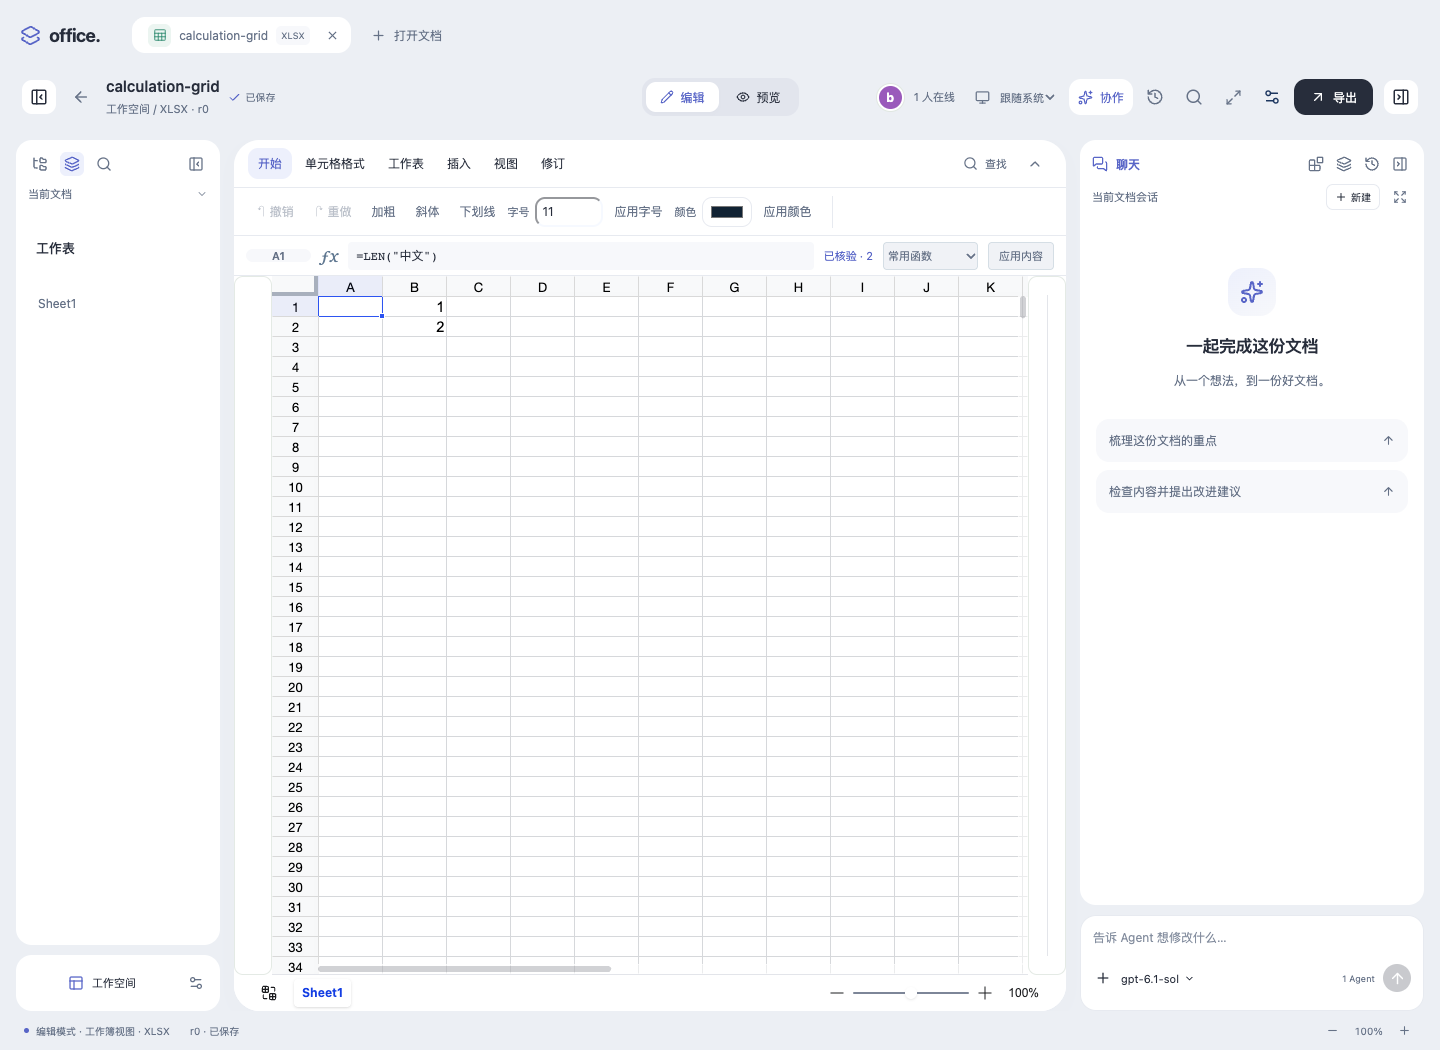 office.
calculation-grid XLSX
打开文档
calculation-grid
已保存
工作空间 / XLSX · r0
编辑
预览
b
1 人在线
跟随系统
协作
导出
当前文档
工作表
Sheet1
工作空间
开始 单元格格式 工作表 插入 视图 修订
查找
撤销 重做 加粗 斜体 下划线 字号 11 应用字号 颜色 应用颜色
A1 fx =LEN("中文") 已核验 · 2 常用函数 应用内容
A B C D E F G H I J K
1 1
2 2
3
4
5
6
7
8
9
10
11
12
13
14
15
16
17
18
19
20
21
22
23
24
25
26
27
28
29
30
31
32
33
34
Sheet1
100%
聊天
当前文档会话
新建
一起完成这份文档
从一个想法，到一份好文档。
梳理这份文档的重点
检查内容并提出改进建议
告诉 Agent 想修改什么...
gpt-6.1-sol
1 Agent
编辑模式 · 工作簿视图 · XLSX r0 · 已保存
100%